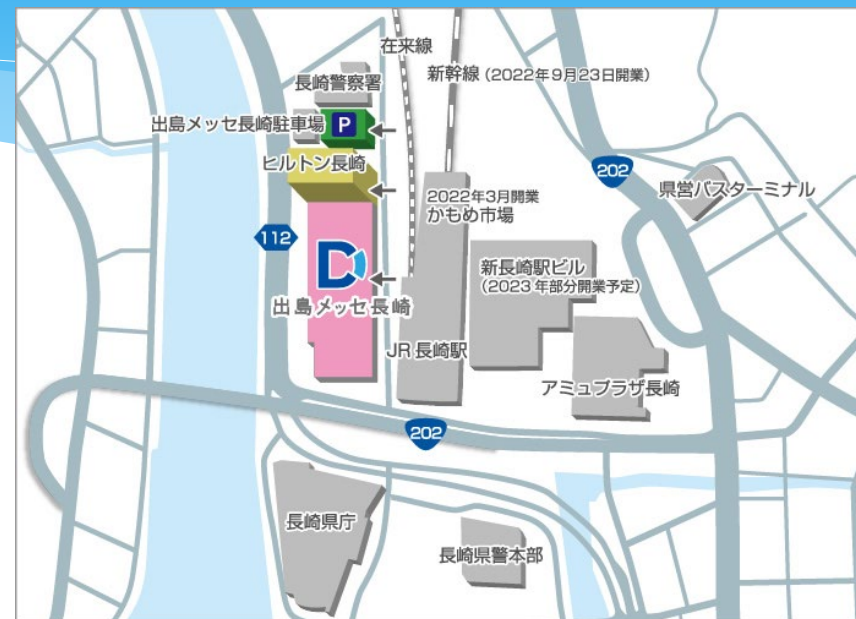 在来線
新幹線（2022年9月23日開業）
長崎警察署
出島メッセ長崎駐車場
P
ヒルトン長崎
202
県営バスターミナル
2022年3月開業
かもめ市場
112
D
新長崎駅ビル
（2023年部分開業予定）
出島メッセ長崎
JR長崎駅
アミュプラザ長崎
202
長崎県庁
長崎県警本部